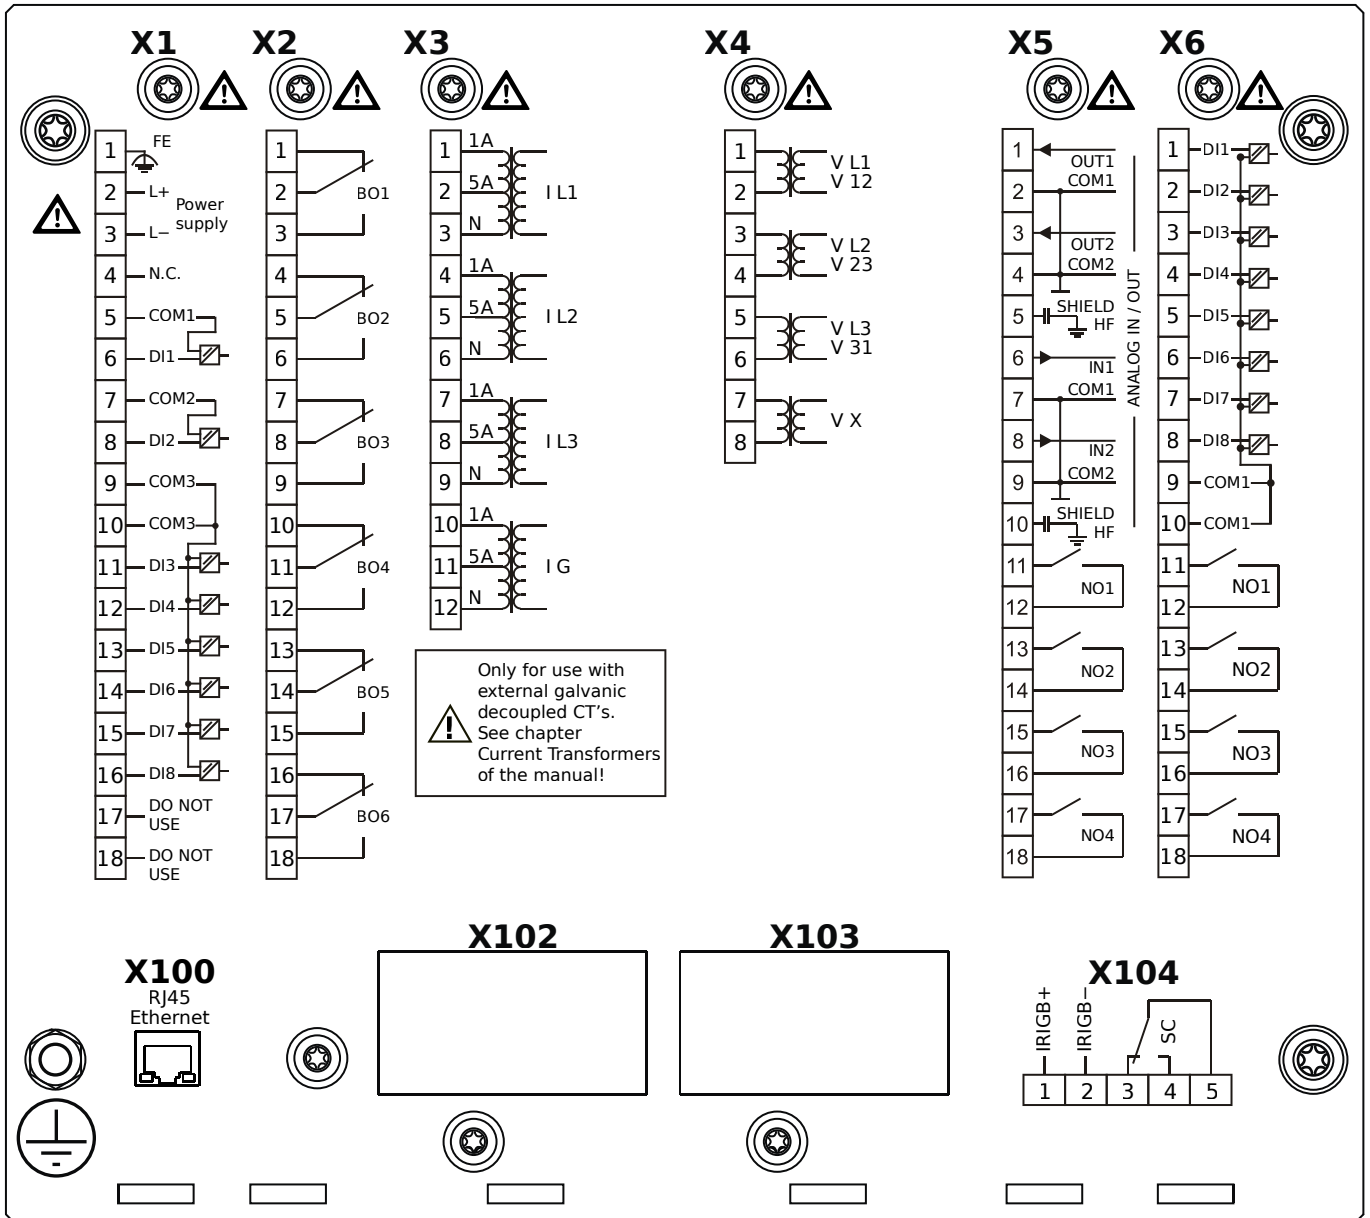 X1 X2 X3 X4 X5 X6
1 FE
2 L+
3 L−
Power
supply
4 N.C.
5 COM1
6 DI1
7 COM2
8 DI2
9 COM3
10 COM3
11 DI3
12 DI4
13 DI5
14 DI6
15 DI7
16 DI8
17 DO NOT
USE
18 DO NOT
USE
1
2 BO1
3
4
5 BO2
6
7
8 BO3
9
10
11 BO4
12
13
14 BO5
15
16
17 BO6
18
1 1A
2 5A I L1
3 N
4 1A
5 5A I L2
6 N
7 1A
8 5A I L3
9 N
10 1A
11 5A I G
12 N
Only for use with
external galvanic
decoupled CT's.
See chapter
Current Transformers
of the manual!
1 V L1
2 V 12
3 V L2
4 V 23
5 V L3
6 V 31
7 V X
8
1 OUT1
2 COM1
3 OUT2
4 COM2
5 SHIELD
HF
6 IN1
7 COM1
8 IN2
9 COM2
10 SHIELD
HF
ANALOG IN / OUT
11 NO1
12
13 NO2
14
15 NO3
16
17 NO4
18
1 DI1
2 DI2
3 DI3
4 DI4
5 DI5
6 DI6
7 DI7
8 DI8
9 COM1
10 COM1
11 NO1
12
13 NO2
14
15 NO3
16
17 NO4
18
X100
RJ45
Ethernet
X102
X103
X104
IRIGB+ IRIGB− SC
1 2 3 4 5